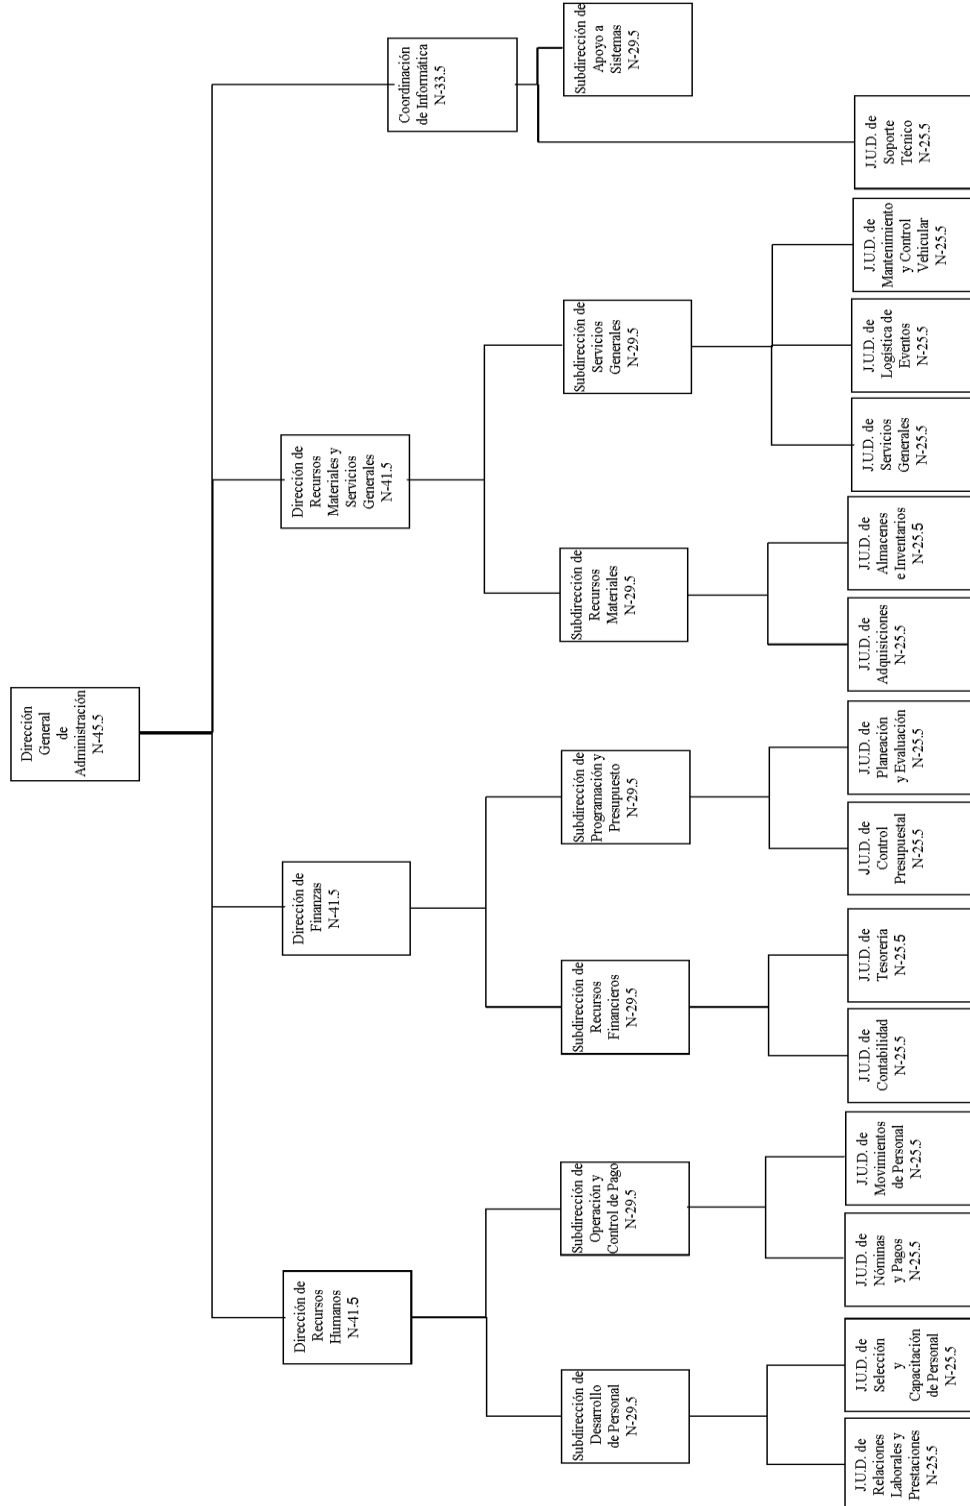 Dirección
General
de
Administración
N-45.5
Dirección de
Recursos
Humanos
N-41.5
Dirección de
Finanzas
N-41.5
Dirección de
Recursos
Materiales y
Servicios
Generales
N-41.5
Coordinación
de Informática
N-33.5
Subdirección de
Desarrollo
de Personal
N-29.5
Subdirección de
Operación y
Control de Pago
N-29.5
Subdirección de
Recursos
Financieros
N-29.5
Subdirección de
Programación y
Presupuesto
N-29.5
Subdirección de
Recursos
Materiales
N-29.5
Subdirección de
Servicios
Generales
N-29.5
Subdirección de
Apoyo a
Sistemas
N-29.5
J.U.D. de
Relaciones
Laborales y
Prestaciones
N-25.5
J.U.D. de
Selección
y
Capacitación
de Personal
N-25.5
J.U.D. de
Nóminas
y Pagos
N-25.5
J.U.D. de
Movimientos
de Personal
N-25.5
J.U.D. de
Contabilidad
N-25.5
J.U.D. de
Tesorería
N-25.5
J.U.D. de
Control
Presupuestal
N-25.5
J.U.D. de
Planeación
y Evaluación
N-25.5
J.U.D. de
Adquisiciones
N-25.5
J.U.D. de
Almacenes
e Inventarios
N-25.5
J.U.D. de
Servicios
Generales
N-25.5
J.U.D. de
Logística de
Eventos
N-25.5
J.U.D. de
Mantenimiento
y Control
Vehicular
N-25.5
J.U.D. de
Soporte
Técnico
N-25.5